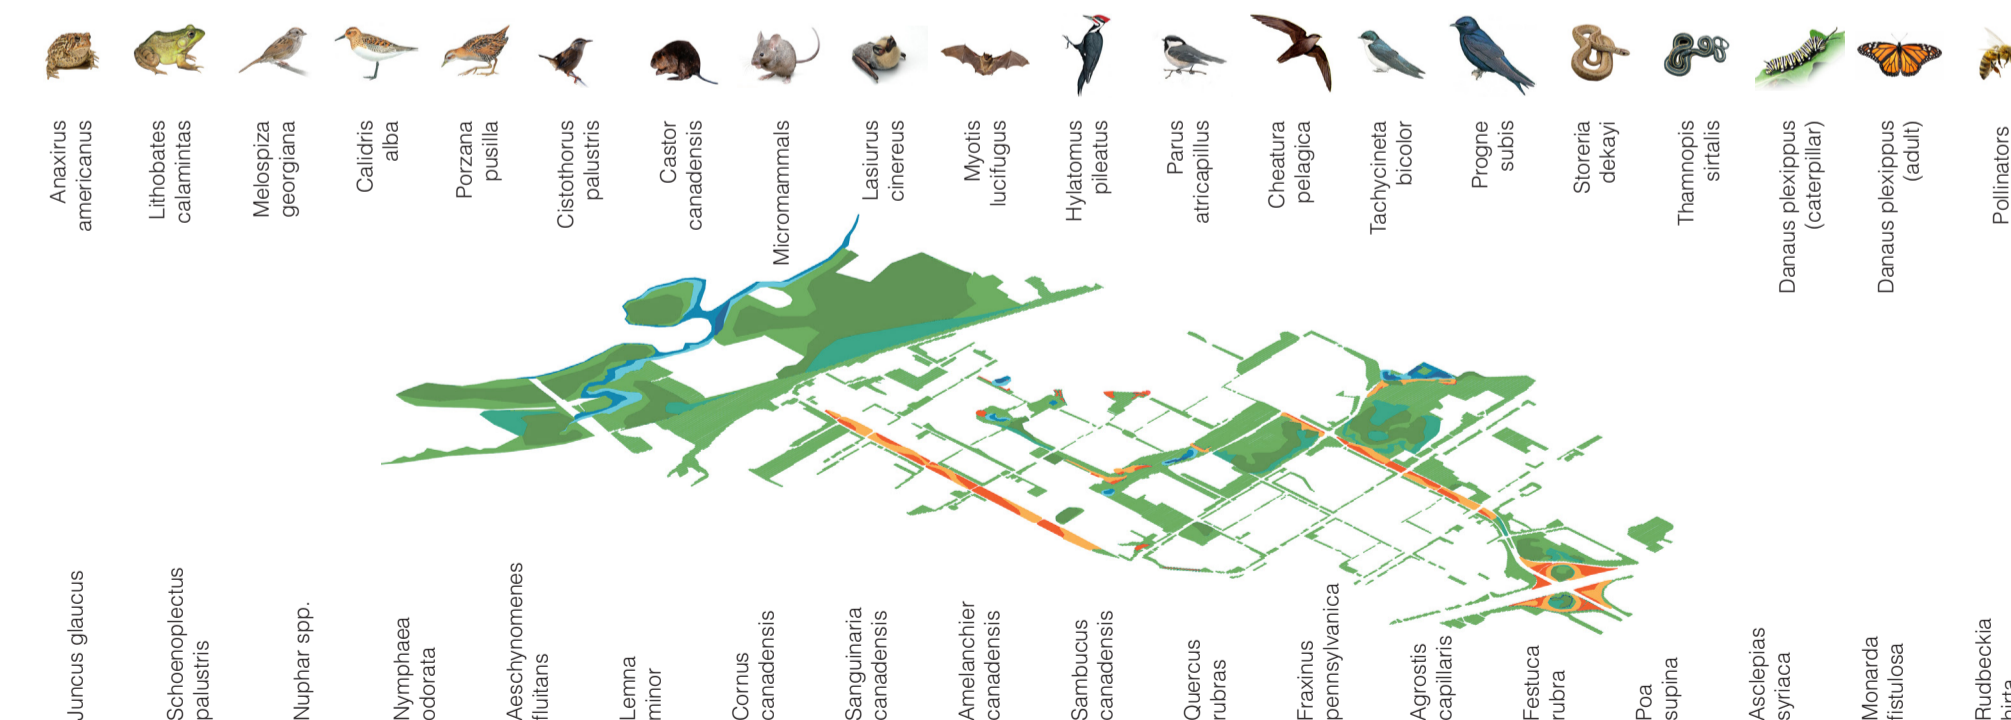 Anaxirus
americanus
Lithobates
calamintas
Melospiza
georgiana
Calidris
alba
Porzana
pusilla
Cistothorus
palustris
Castor
canadensis
Micromammals
Lasiurus
cinereus
Myotis
lucifugus
Hylatomus
pileatus
Parus
atricapillus
Cheatura
pelagica
Tachycineta
bicolor
Progne
subis
Storeria
dekayi
Thamnopis
sirtalis
Danaus plexippus
(caterpillar)
Danaus plexippus
(adult)
Pollinators
Juncus glaucus
Schoenoplectus
palustris
Nuphar spp.
Nymphaea
odorata
Aeschynomenes
fluitans
Lemna
minor
Cornus
canadensis
Sanguinaria
canadensis
Amelanchier
canadensis
Sambucus
canadensis
Quercus
rubras
Fraxinus
pennsylvanica
Agrostis
capillaris
Festuca
rubra
Poa
supina
Asclepias
syriaca
Monarda
fistulosa
Rudbeckia